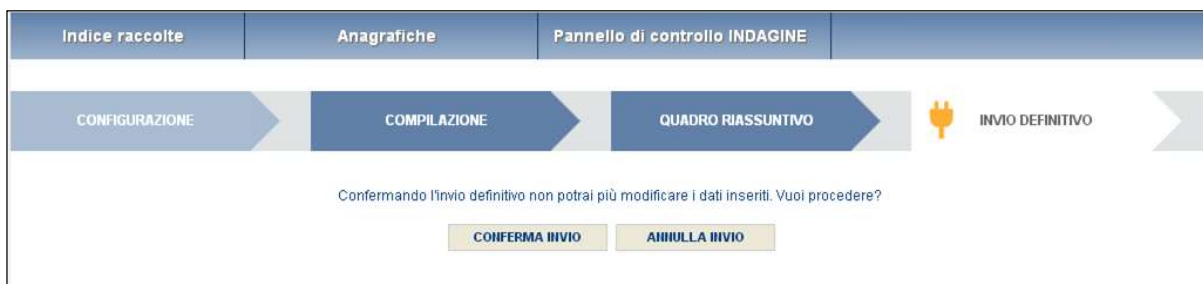 Indice raccolte Anagrafiche Pannello di controllo INDAGINE
CONFIGURAZIONE COMPILAZIONE QUADRO RIASSUNTIVO INVIO DEFINITIVO
Confermando l'invio definitivo non potrai più modificare i dati inseriti. Vuoi procedere?
CONFERMA INVIO ANNULLA INVIO